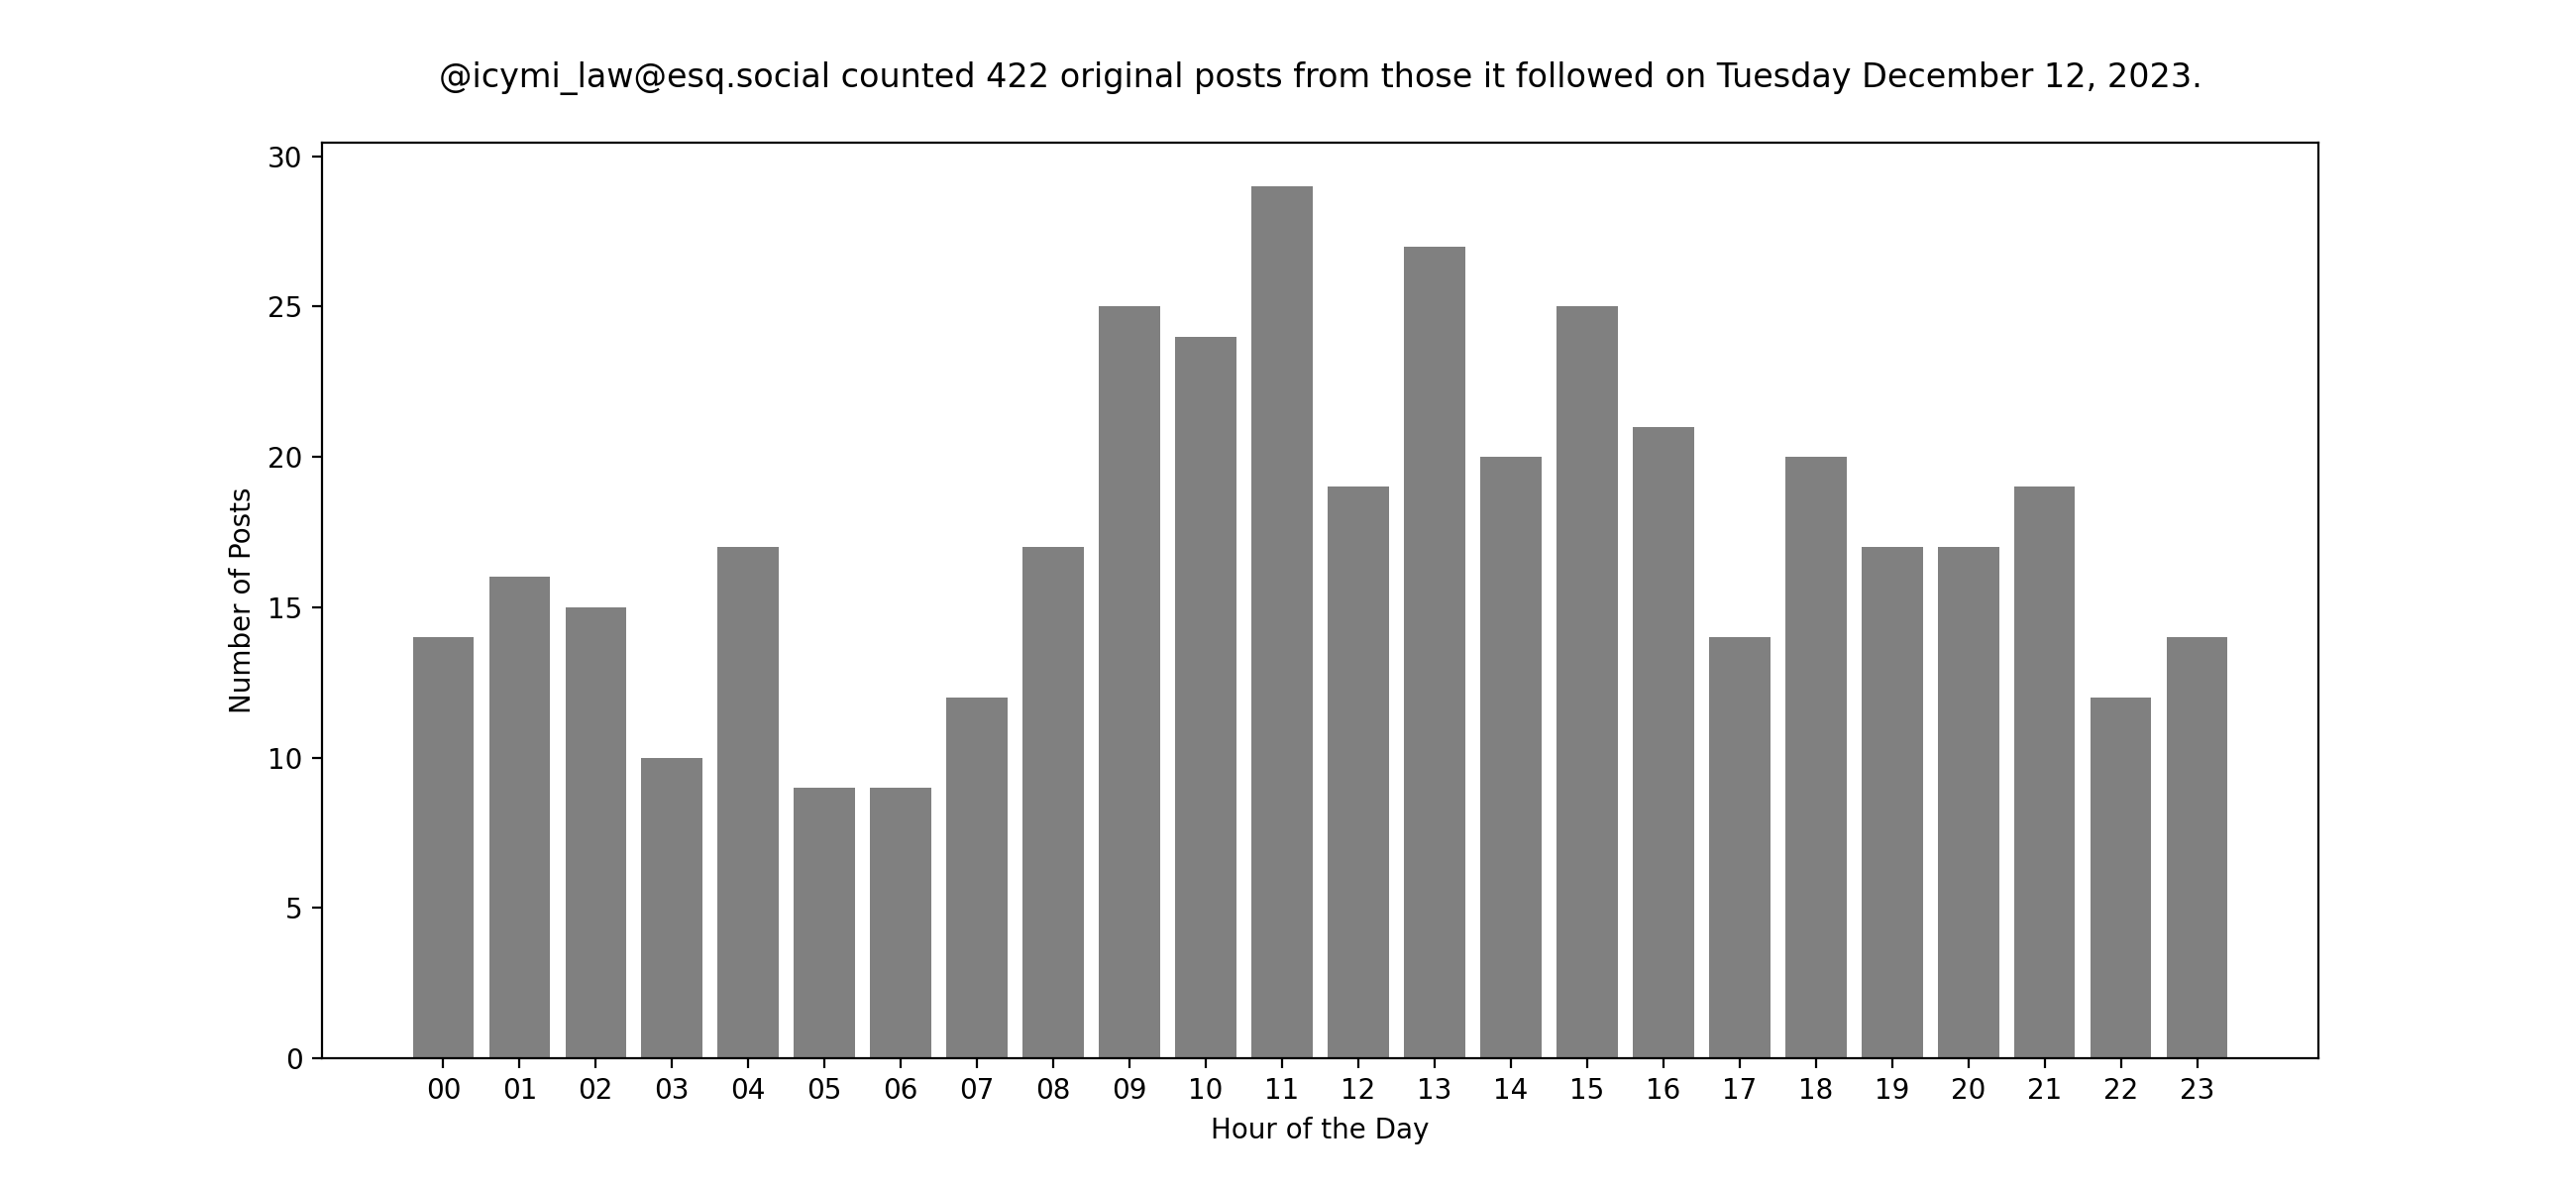 @icymi_law@esq.social counted 422 original posts from those it followed on Tuesday December 12, 2023.
30
25
20
15
10
5
0
Number of Posts
00 01 02 03 04 05 06 07 08 09 10 11 12 13 14 15 16 17 18 19 20 21 22 23
Hour of the Day